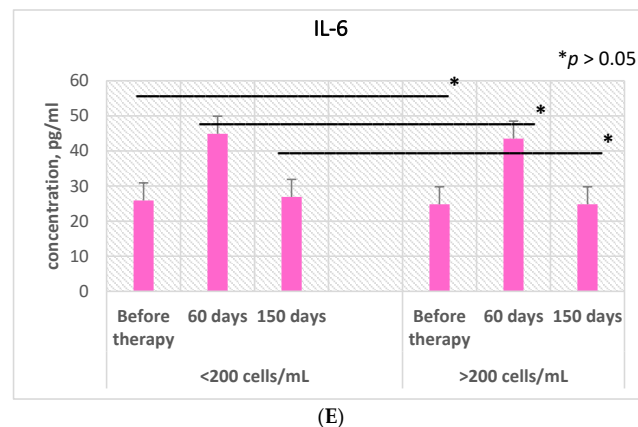 IL-6
*p > 0.05
concentration, pg/ml
60
50
40
30
20
10
0
*
*
*
Before therapy
60 days
150 days
Before therapy
60 days
150 days
<200 cells/mL
>200 cells/mL
(E)